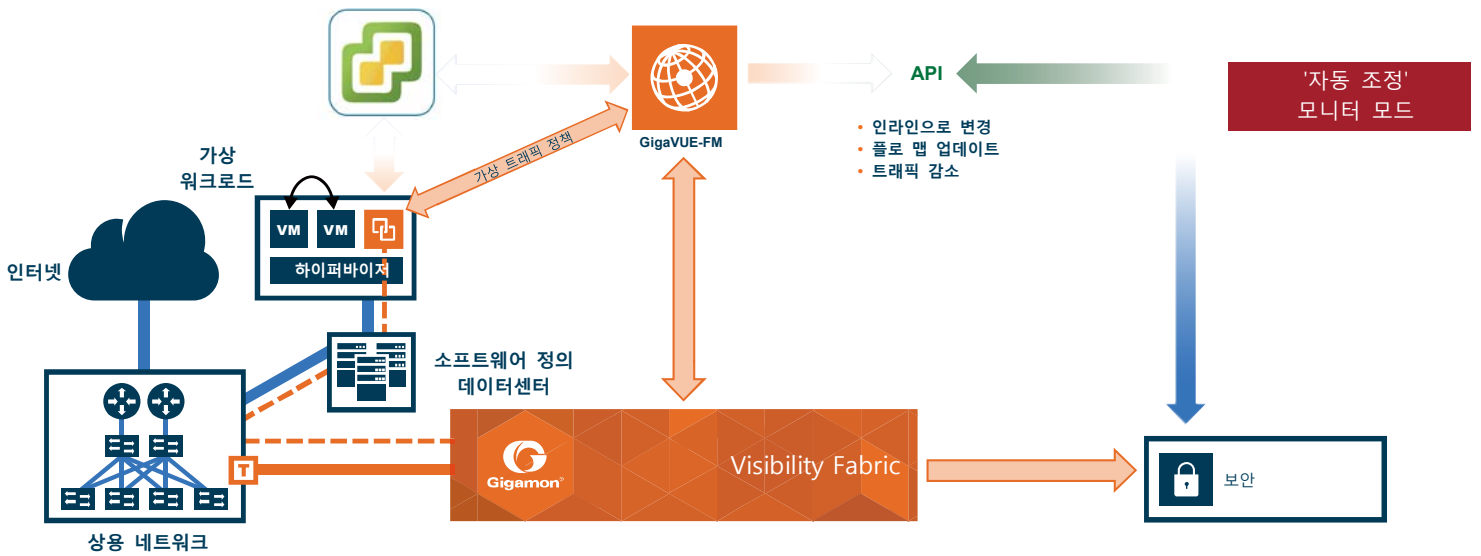 '자동 조정'
모니터 모드
API
• 인라인으로 변경
• 플로 맵 업데이트
• 트래픽 감소
GigaVUE-FM
가상 트래픽 정책
가상
워크로드
VM VM
하이퍼바이저
인터넷
소프트웨어 정의
데이터센터
T
Gigamon®
Visibility Fabric
보안
상용 네트워크